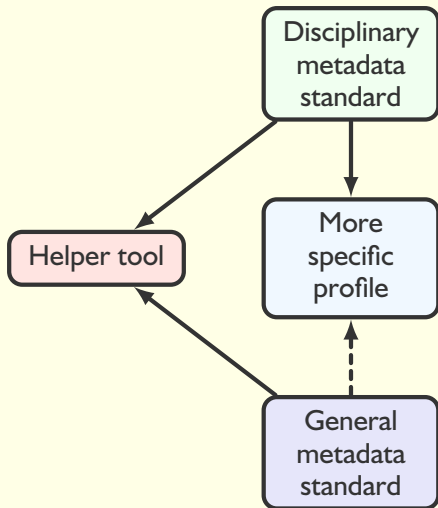 Disciplinary
metadata
standard
Helper tool
More
specific
profile
General
metadata
standard